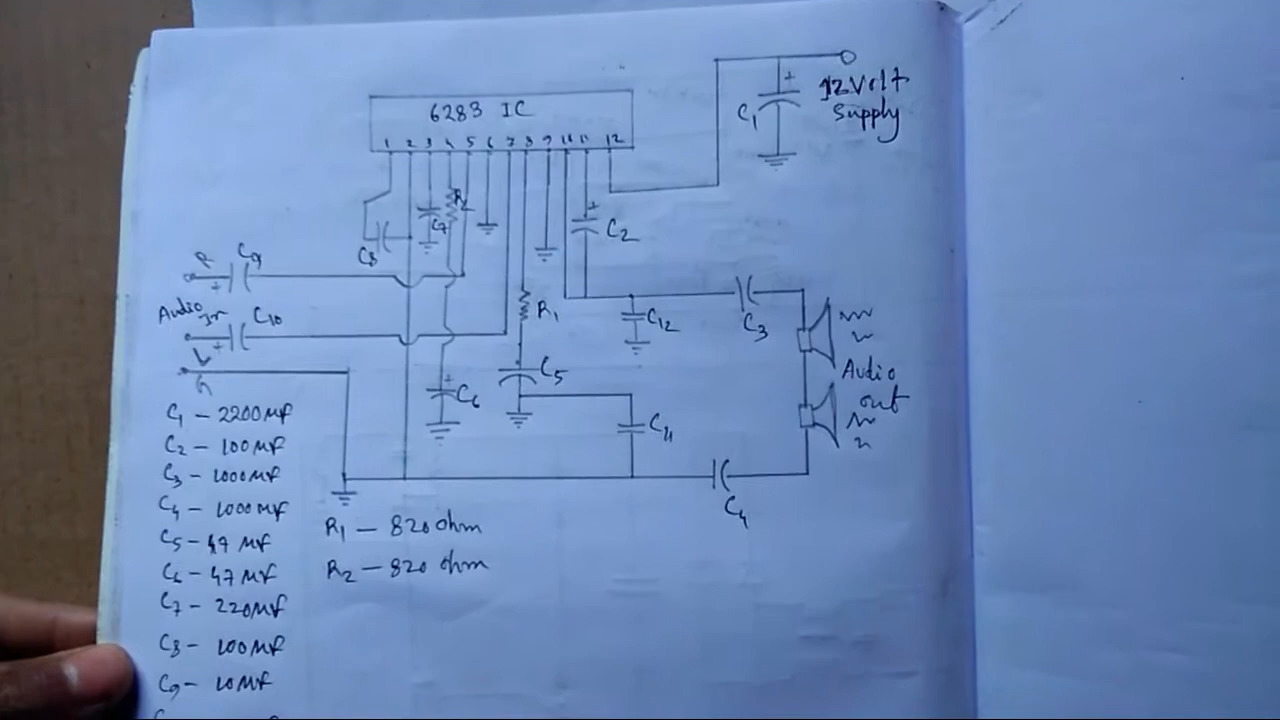 6283 IC
1 2 3 4 5 6 7 8 9 10 11 12
+
C1
12 Volt
Supply
R2
C7
C8
+
C2
R
C9
+
Audio
In
C10
L
+
G
R1
C12
C3
+
C6
C5
C11
Audio
out
C4
C1 - 2200 Mf
C2 - 100 Mf
C3 - 1000 Mf
C4 - 1000 Mf
C5 - 47 Mf
C6 - 47 Mf
C7 - 220 Mf
C8 - 100 Mf
C9 - 10 Mf
R1 - 820 ohm
R2 - 820 ohm